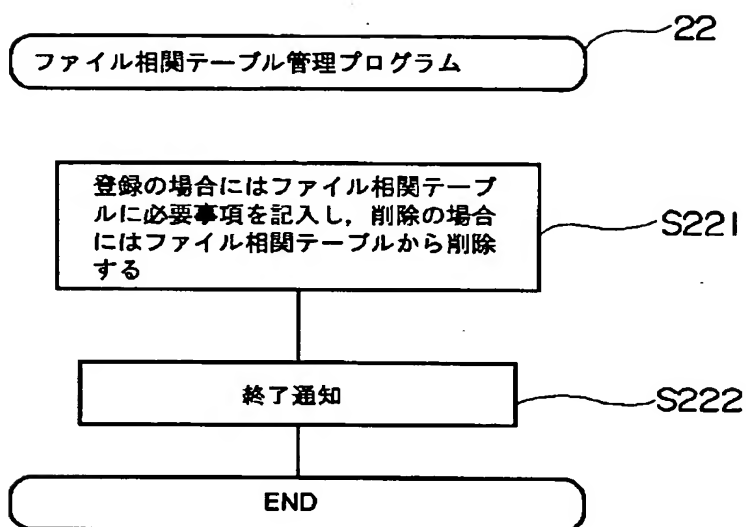 22
ファイル相関テーブル管理プログラム
登録の場合にはファイル相関テーブ
ルに必要事項を記入し，削除の場合
にはファイル相関テーブルから削除
する
S221
終了通知
S222
END